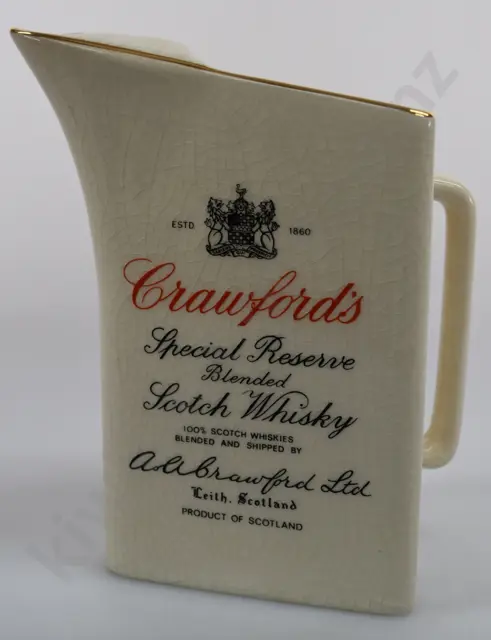 ESTD 1860
Crawford's
Special Reserve
Blended
Scotch Whisky
100% SCOTCH WHISKIES
BLENDED AND SHIPPED BY
A & A Crawford Ltd
Leith, Scotland
PRODUCT OF SCOTLAND